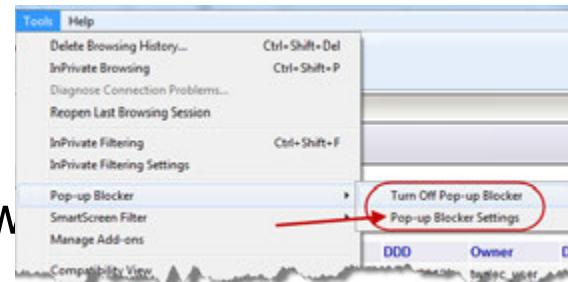 Tools Help
Delete Browsing History... Ctrl+Shift+Del
InPrivate Browsing Ctrl+Shift+P
Diagnose Connection Problems...
Reopen Last Browsing Session
InPrivate Filtering Ctrl+Shift+F
InPrivate Filtering Settings
Pop-up Blocker Turn Off Pop-up Blocker
SmartScreen Filter Pop-up Blocker Settings
Manage Add-ons
DDD Owner D
Compatibility View